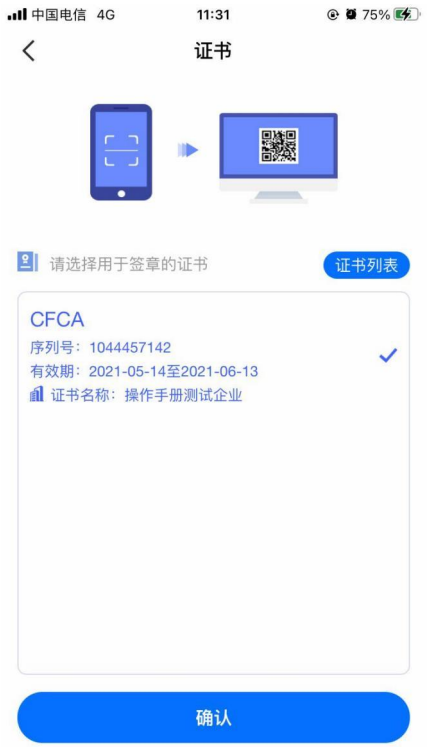 中国电信 4G 11:31 75%
证书
请选择用于签章的证书 证书列表
CFCA
序列号：1044457142
有效期：2021-05-14至2021-06-13
证书名称：操作手册测试企业
确认